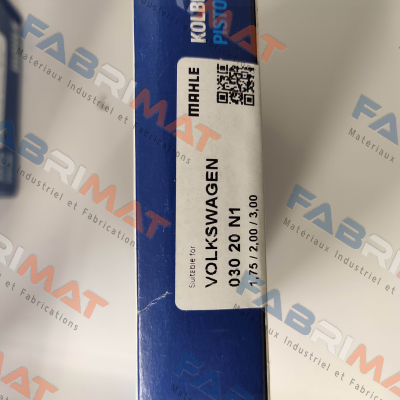 KOLB
PISTO
MAHLE
Suitable for
VOLKSWAGEN
030 20 N1
1,75 / 2,00 / 3,00
FABRIMAT
Materiaux Industriel et Fabrications
FABRIMAT
Materiaux Industriel et Fabrications
FABRIMAT
Materiaux Industriel et Fabrications
FABRIMAT
Materiaux Industriel et Fabrications